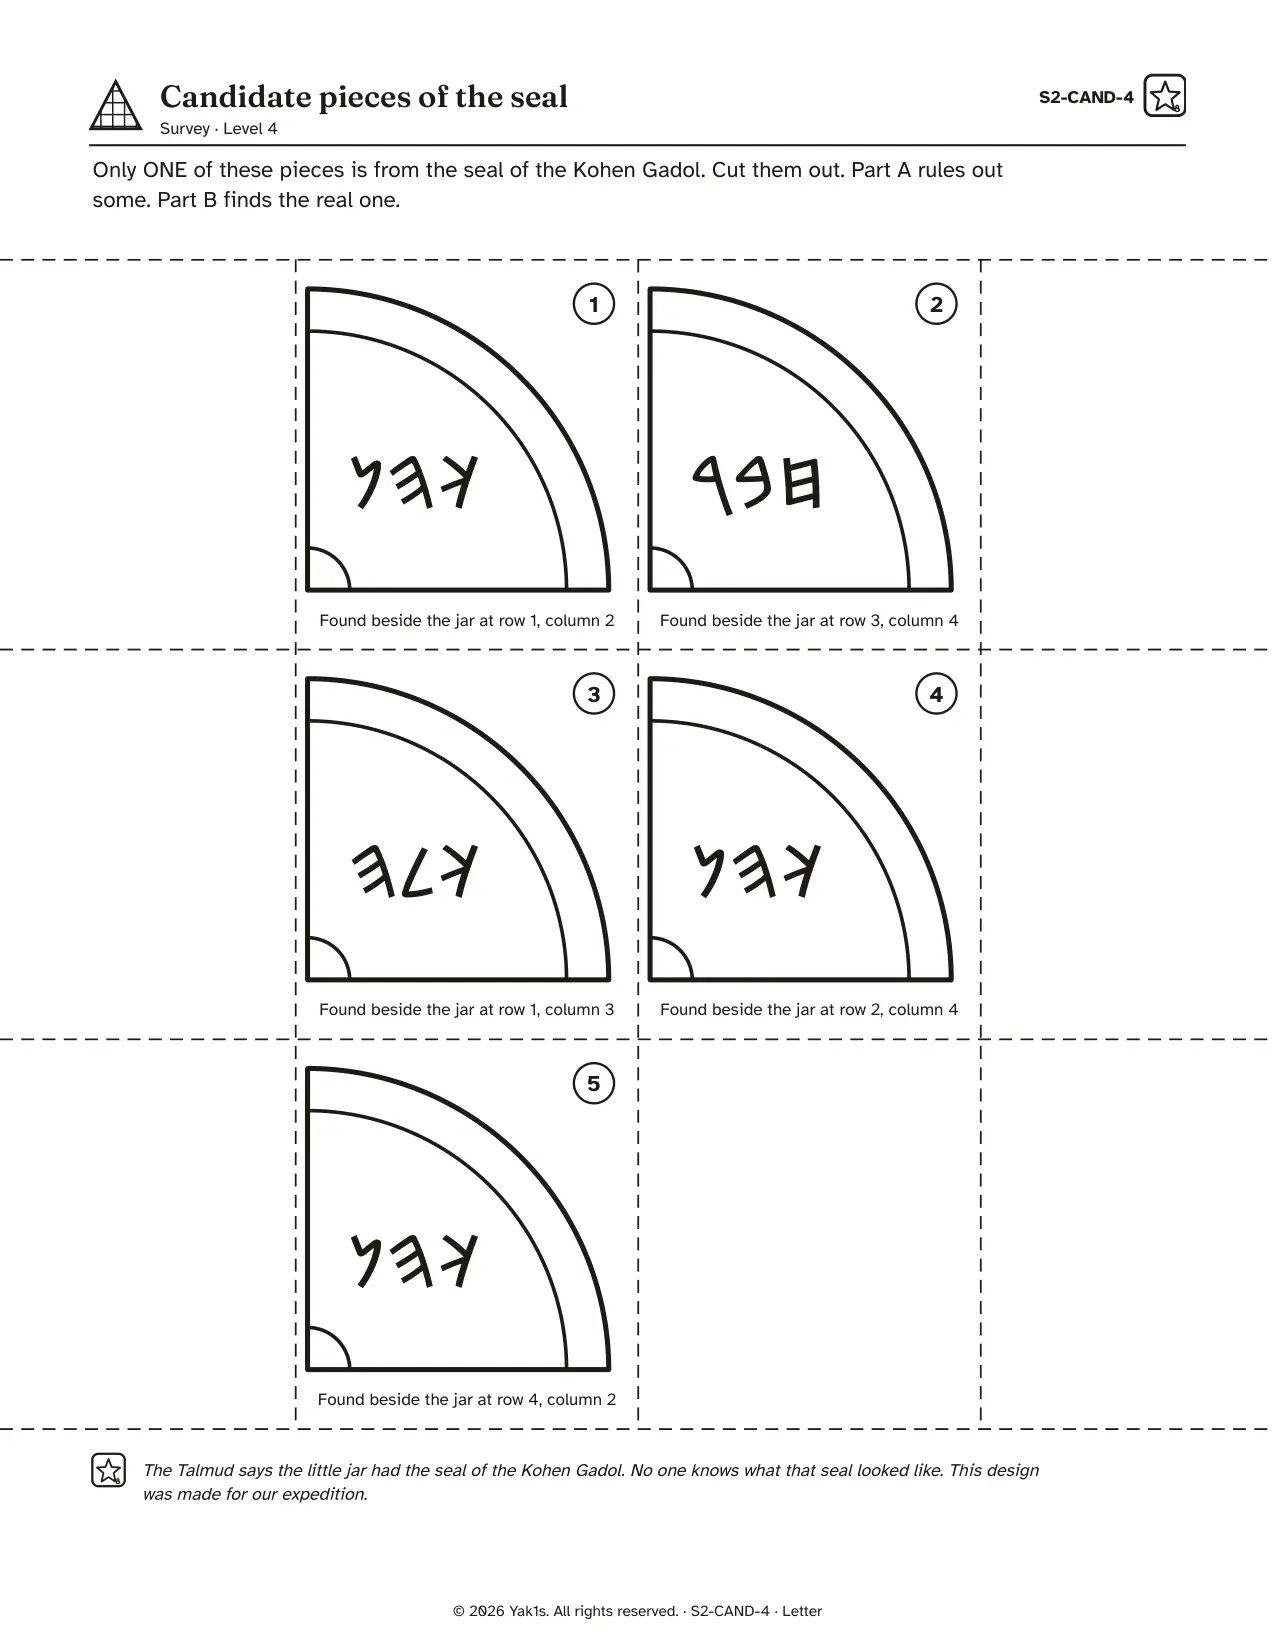 Candidate pieces of the seal
Survey · Level 4
S2-CAND-4
Only ONE of these pieces is from the seal of the Kohen Gadol. Cut them out. Part A rules out
some. Part B finds the real one.
1
𐤊𐤄𐤍
Found beside the jar at row 1, column 2
2
𐤇𐤁𐤓
Found beside the jar at row 3, column 4
3
𐤊𐤋𐤄
Found beside the jar at row 1, column 3
4
𐤊𐤄𐤍
Found beside the jar at row 2, column 4
5
𐤊𐤄𐤍
Found beside the jar at row 4, column 2
The Talmud says the little jar had the seal of the Kohen Gadol. No one knows what that seal looked like. This design
was made for our expedition.
© 2026 Yak1s. All rights reserved. · S2-CAND-4 · Letter